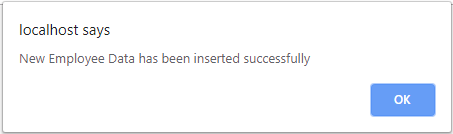 localhost says
New Employee Data has been inserted successfully
OK